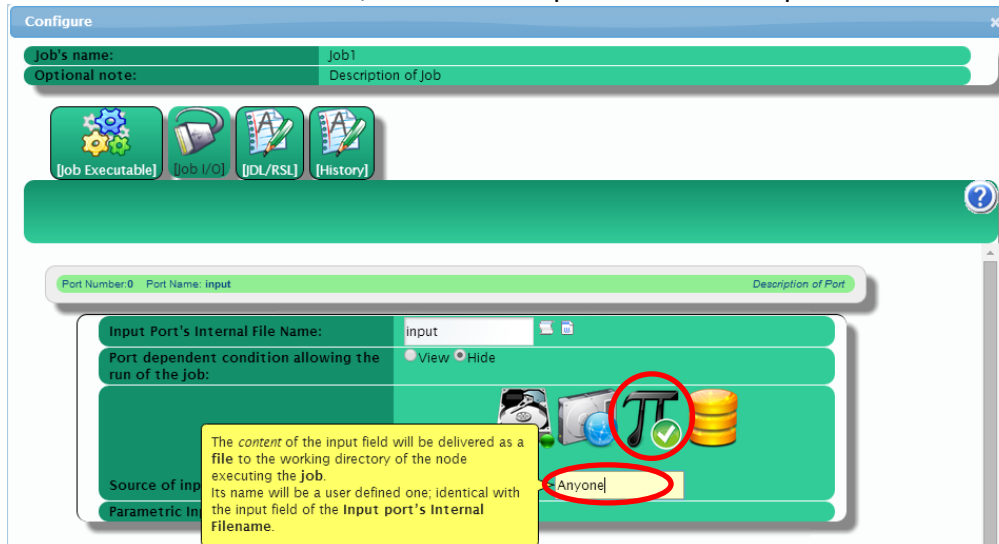 Configure
Job's name: Job1
Optional note: Description of Job
[Job Executable] [Job I/O] [JDL/RSL] [History]
Port Number:0 Port Name: input Description of Port
Input Port's Internal File Name: input
Port dependent condition allowing the run of the job: View Hide
The content of the input field will be delivered as a
file to the working directory of the node
executing the job.
Its name will be a user defined one; identical with
the input field of the Input port's Internal
Filename.
Source of inp > Anyone
Parametric In